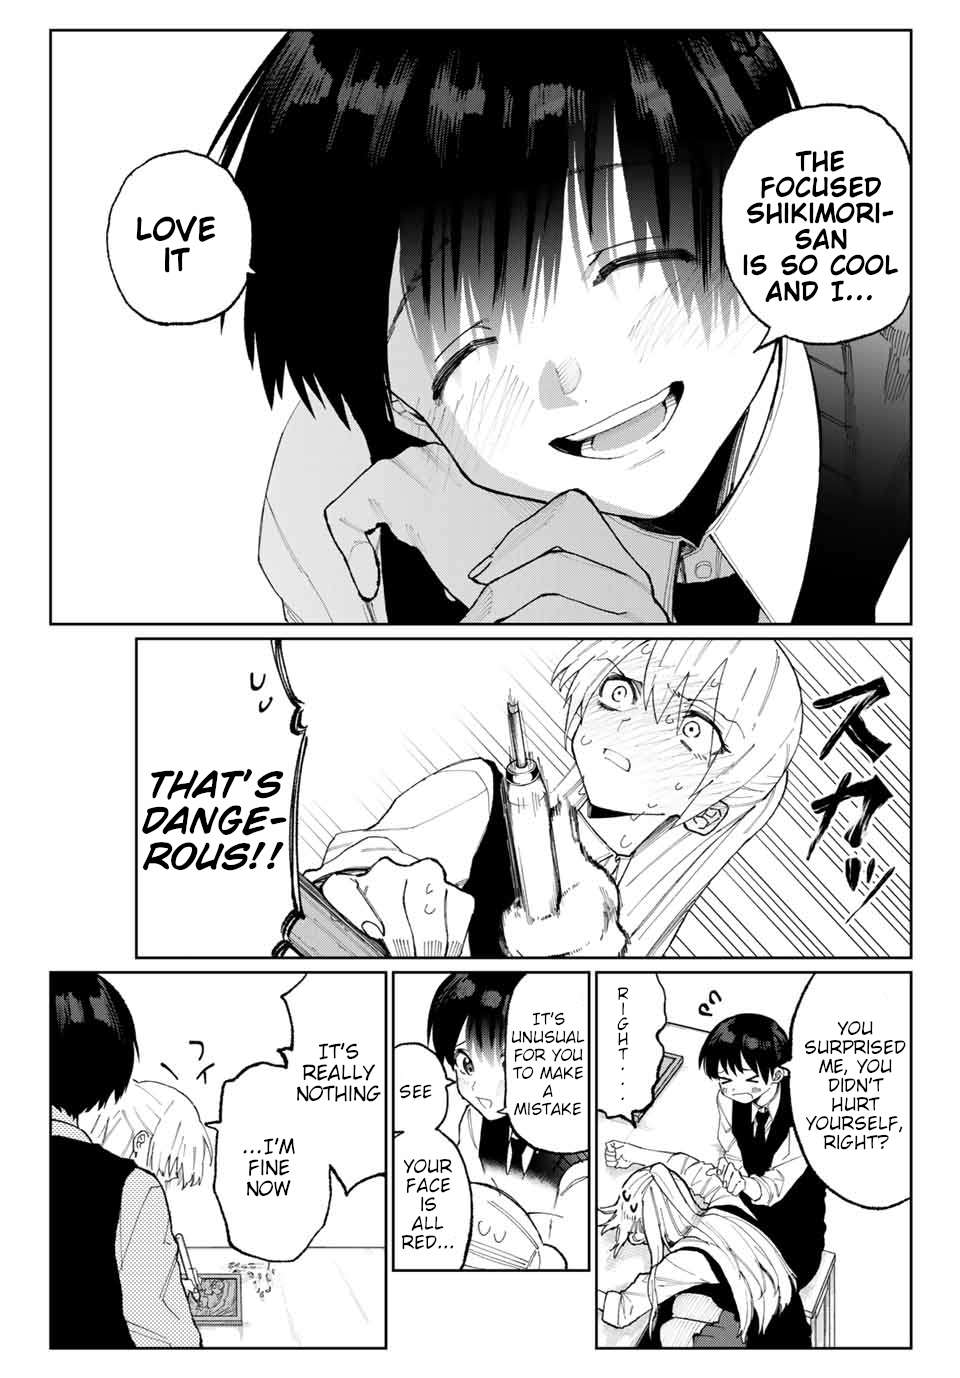 THE
FOCUSED
SHIKIMORI-
SAN
IS SO COOL
AND I...
LOVE
IT
スカッ
THAT'S
DANGE-
ROUS!!
YOU
SURPRISED
ME, YOU
DIDN'T
HURT
YOURSELF,
RIGHT?
RIGHT...
IT'S
UNUSUAL
FOR YOU
TO MAKE
A
MISTAKE
SEE
YOUR
FACE IS
ALL
RED...
IT'S
REALLY
NOTHING
...I'M
FINE
NOW